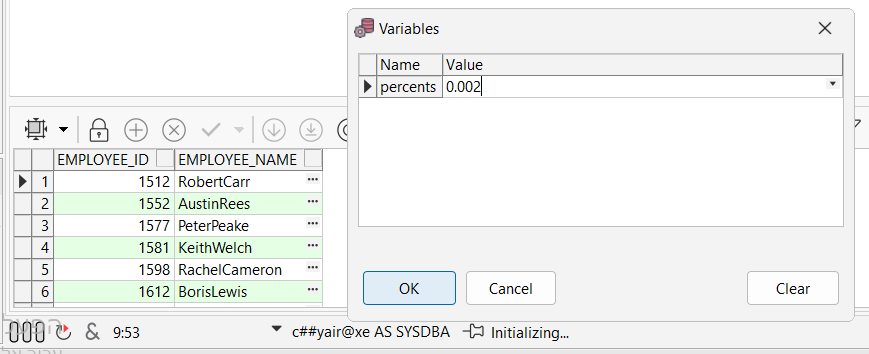 Variables
Name Value
percents 0.002
EMPLOYEE_ID EMPLOYEE_NAME
1 1512 RobertCarr ...
2 1552 AustinRees ...
3 1577 PeterPeake ...
4 1581 KeithWelch ...
5 1598 RachelCameron ...
6 1612 BorisLewis ...
OK Cancel Clear
& 9:53 c##yair@xe AS SYSDBA Initializing...